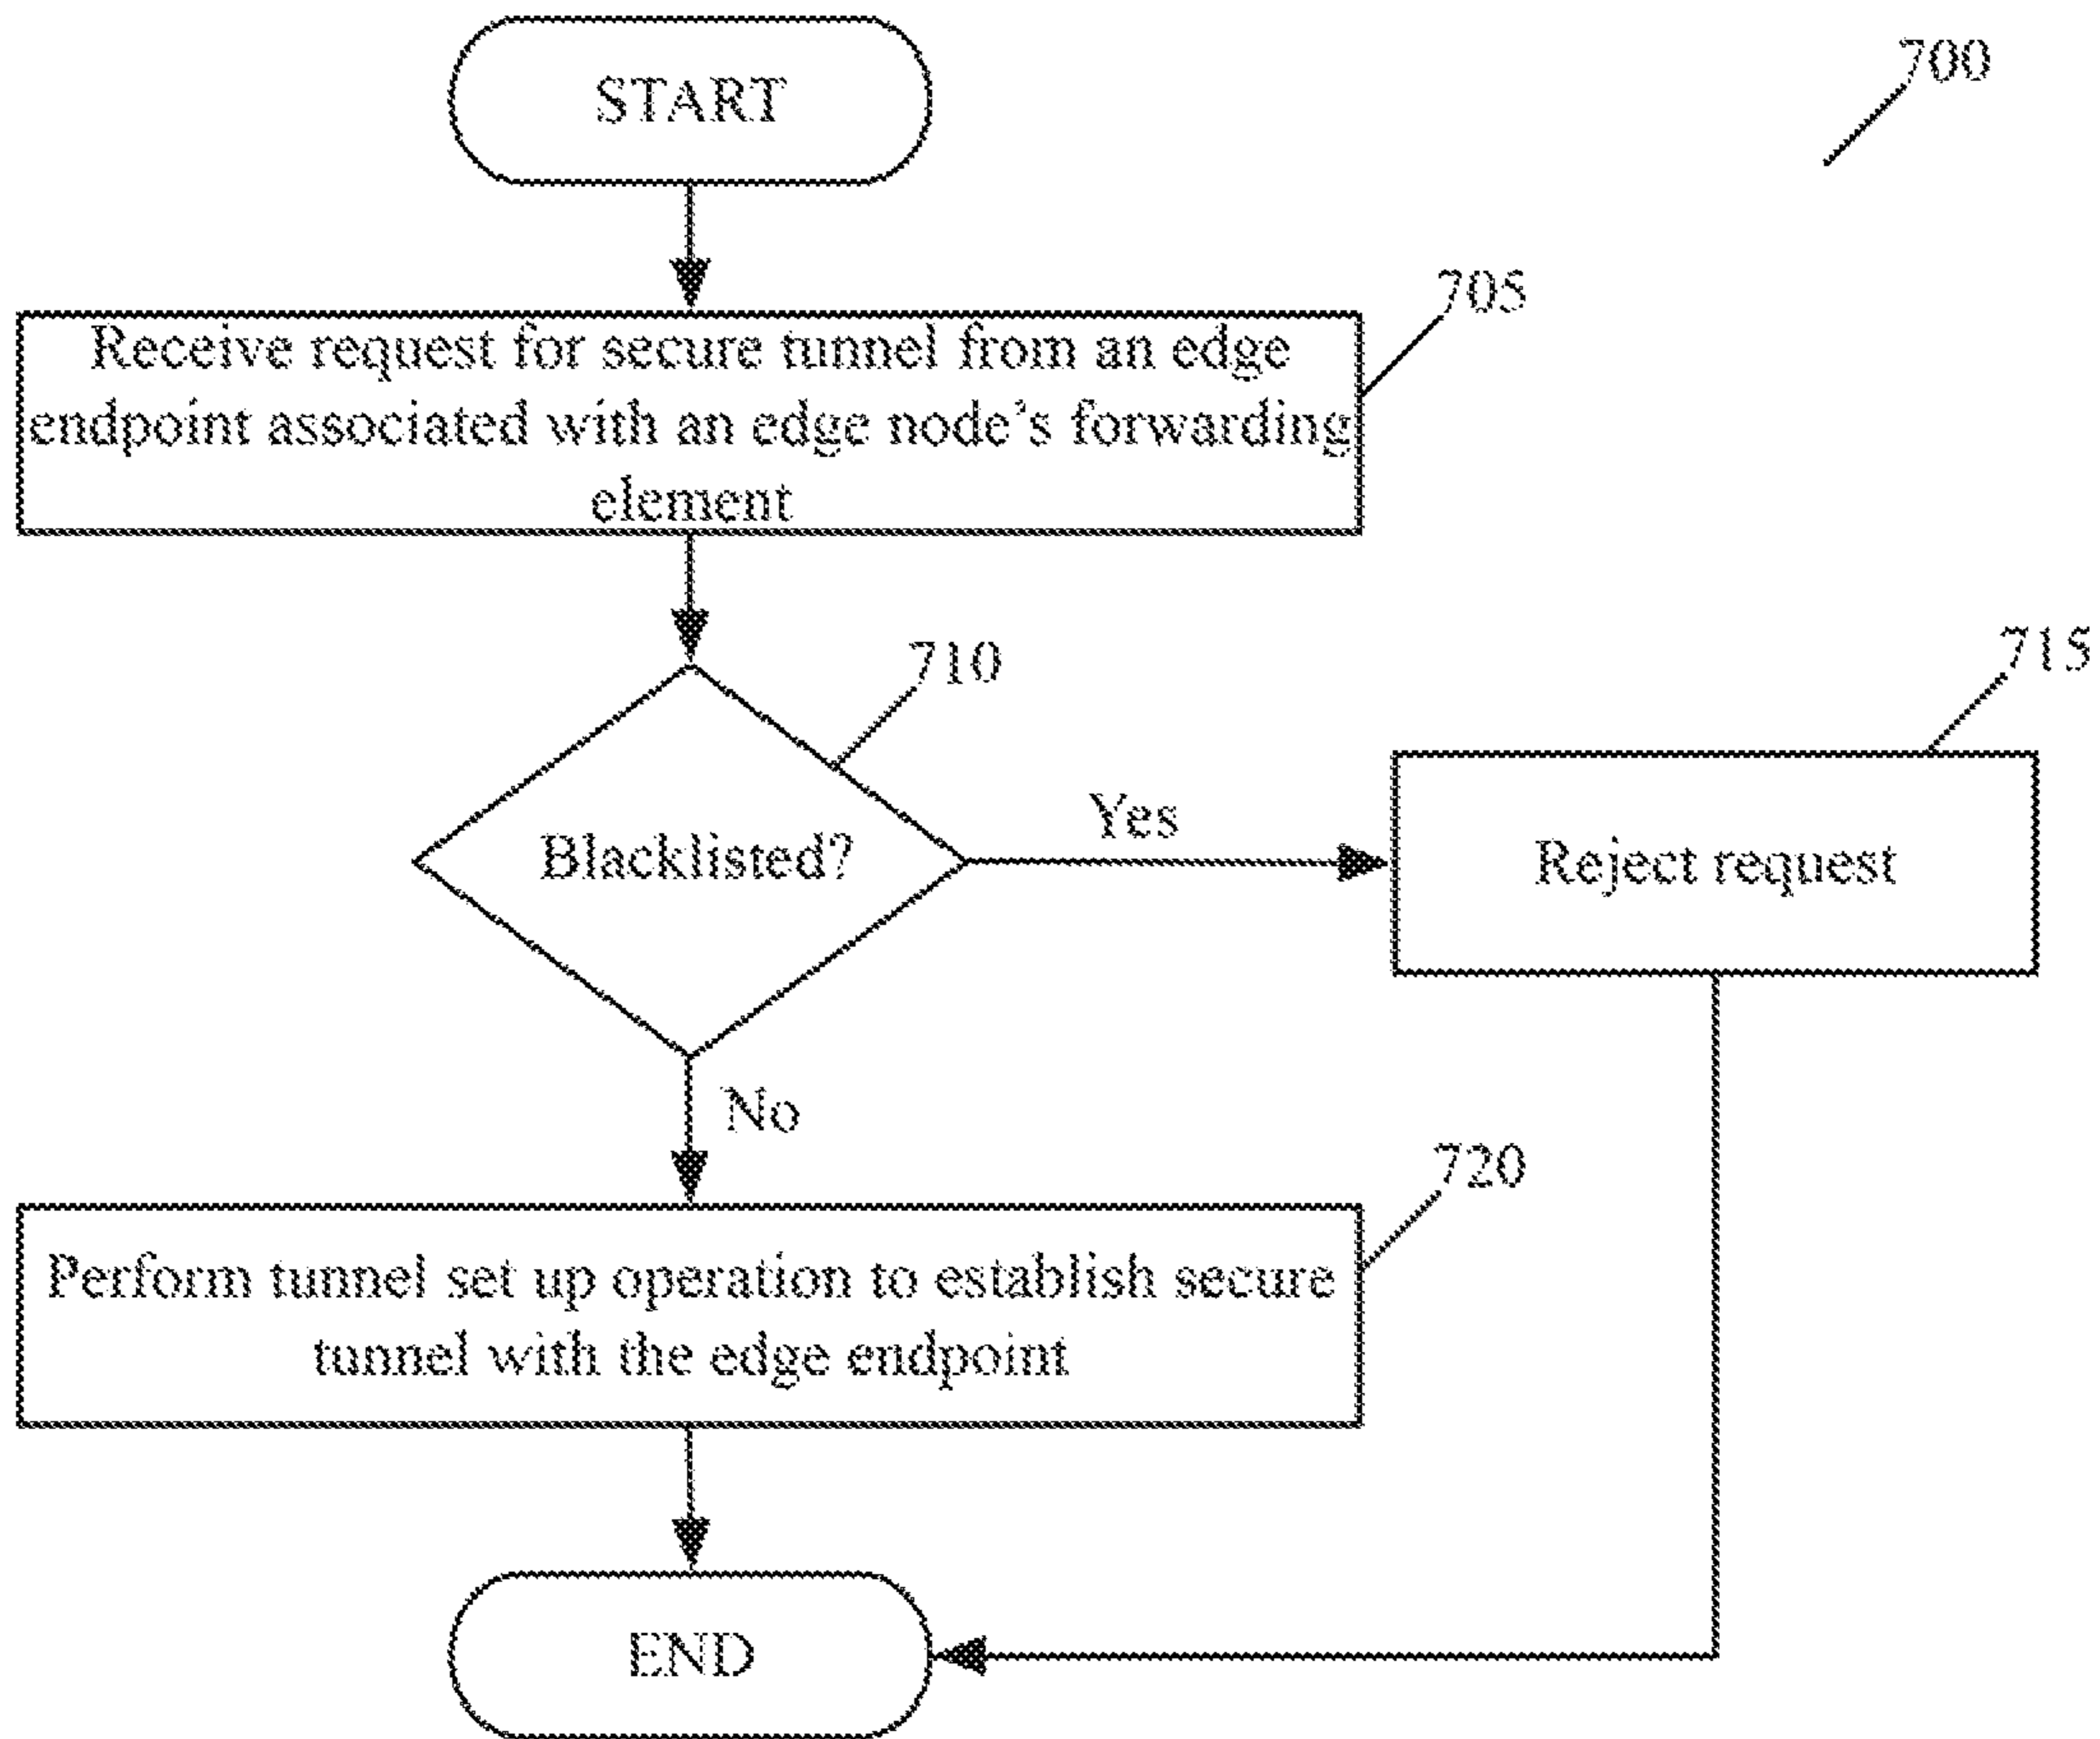 START
700
705
Receive request for secure tunnel from an edge
endpoint associated with an edge node's forwarding
element
710
715
Blacklisted?
Yes
Reject request
No
720
Perform tunnel set up operation to establish secure
tunnel with the edge endpoint
END